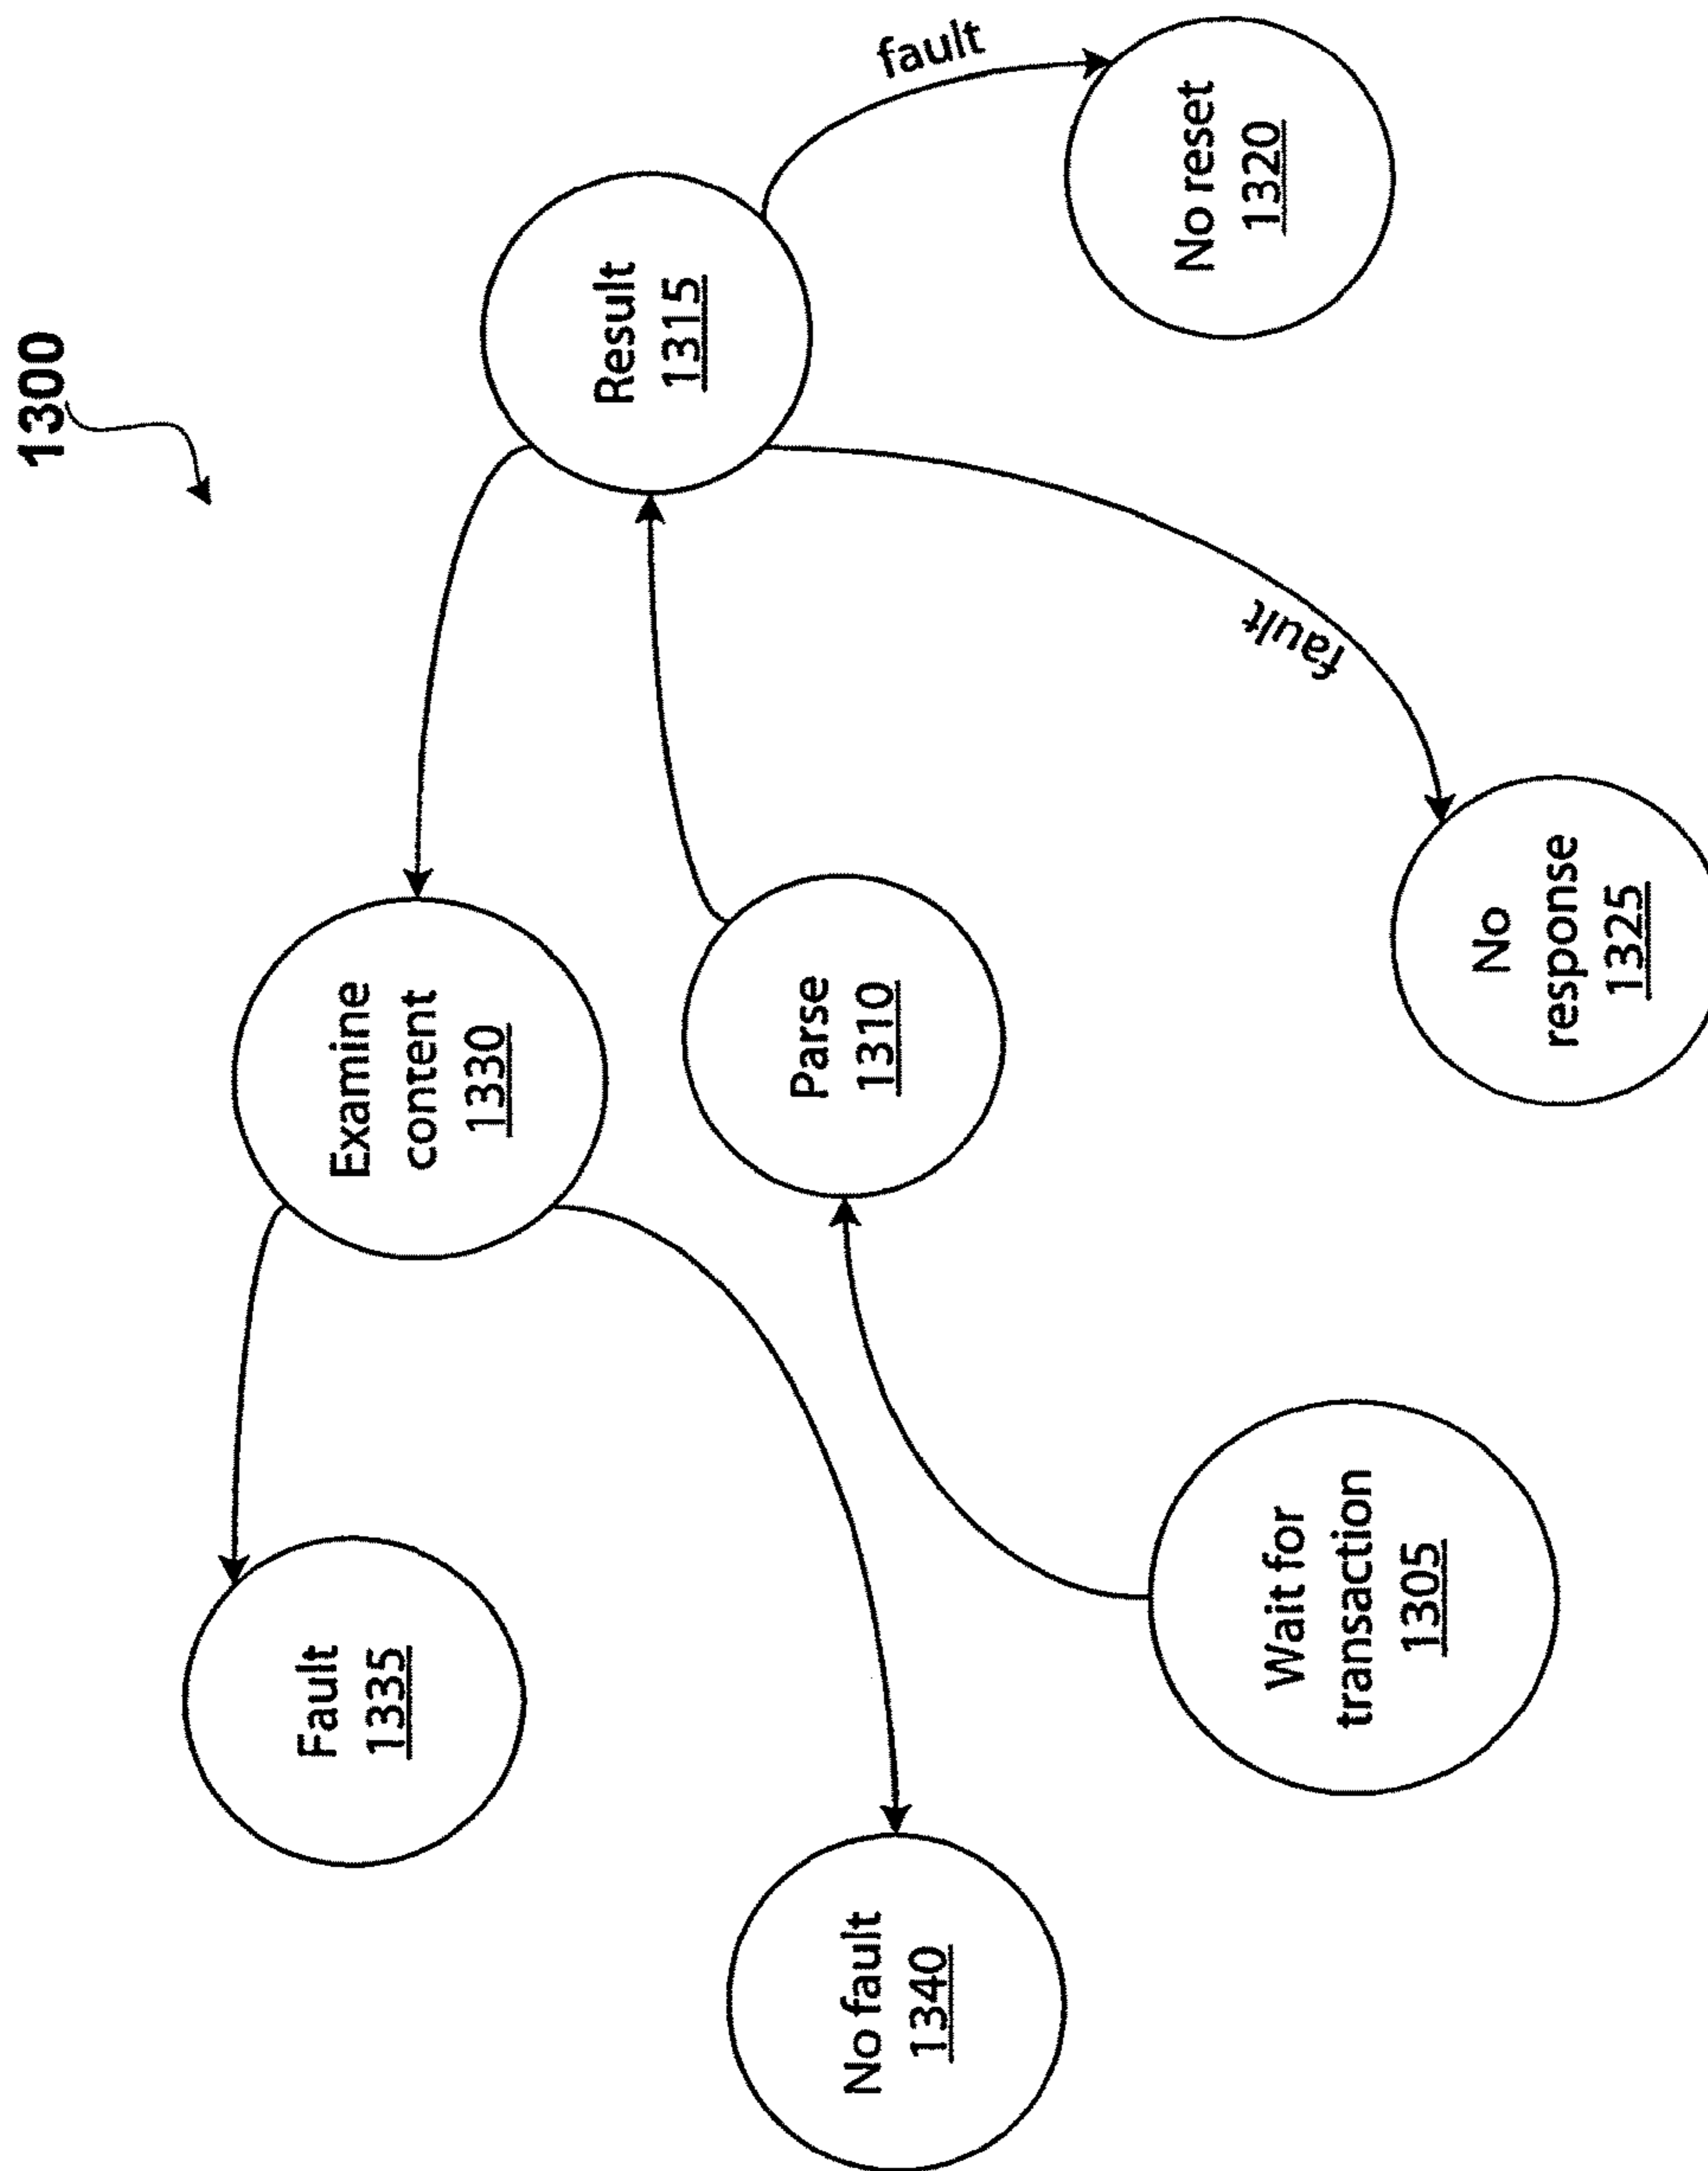 1300
Fault
1335
Examine
content
1330
Result
1315
fault
No fault
1340
Parse
1310
No reset
1320
Wait for
transaction
1305
fault
No
response
1325